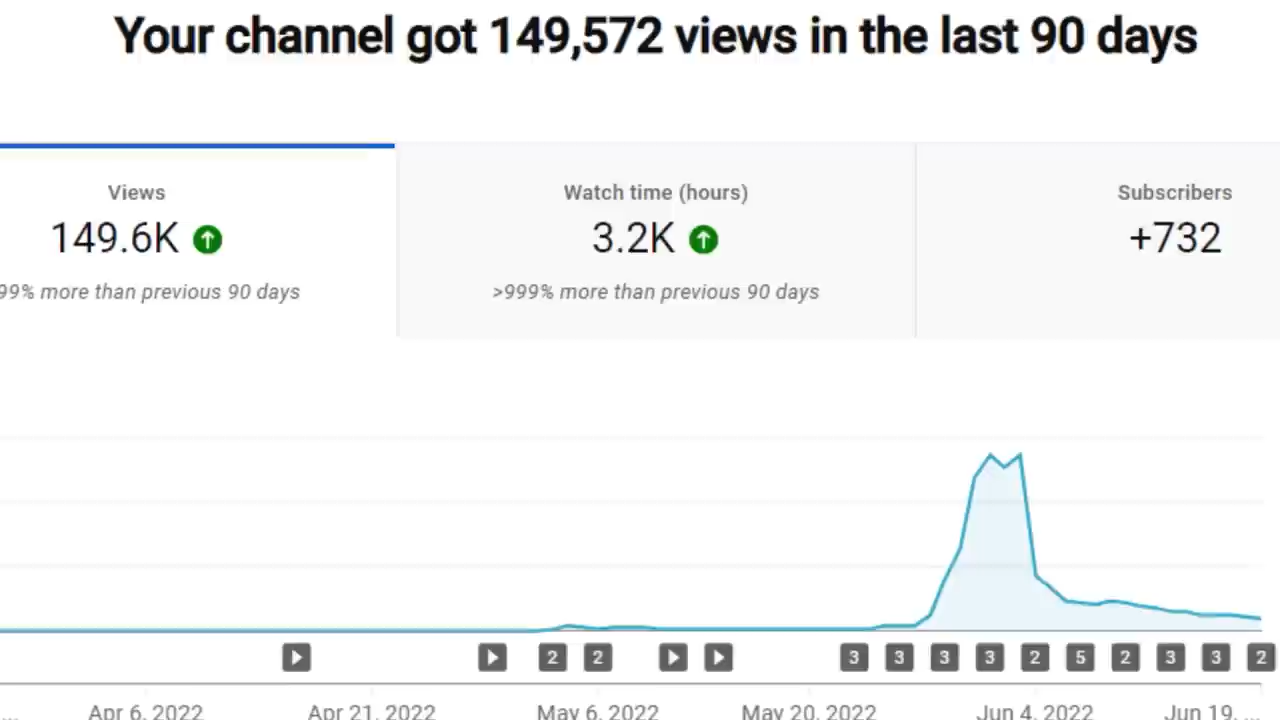 Your channel got 149,572 views in the last 90 days
Views
149.6K
99% more than previous 90 days
Watch time (hours)
3.2K
>999% more than previous 90 days
Subscribers
+732
2 2 3 3 3 3 2 5 2 3 3 2
... Apr 6, 2022 Apr 21, 2022 May 6, 2022 May 20, 2022 Jun 4, 2022 Jun 19, ...